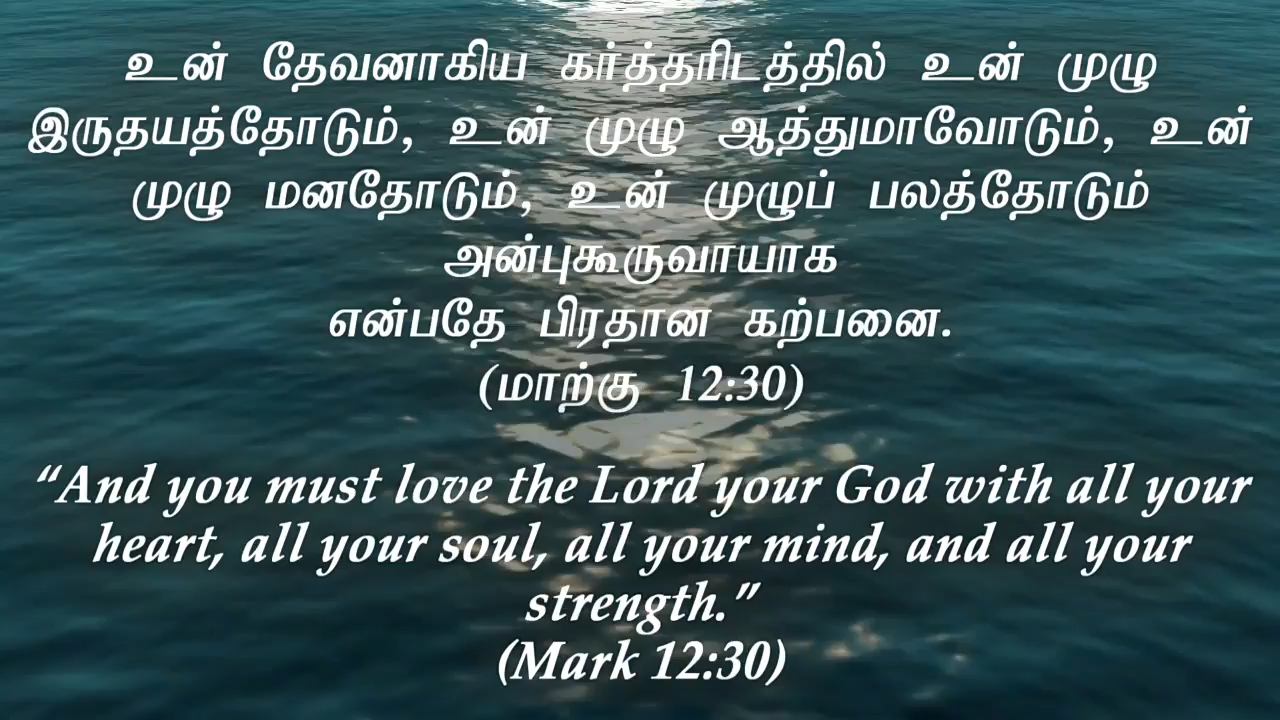 உன் தேவனாகிய கர்த்தரிடத்தில் உன் முழு
இருதயத்தோடும், உன் முழு ஆத்துமாவோடும், உன்
முழு மனதோடும், உன் முழுப் பலத்தோடும்
அன்புகூருவாயாக
என்பதே பிரதான கற்பனை.
(மாற்கு 12:30)
“And you must love the Lord your God with all your
heart, all your soul, all your mind, and all your
strength.”
(Mark 12:30)